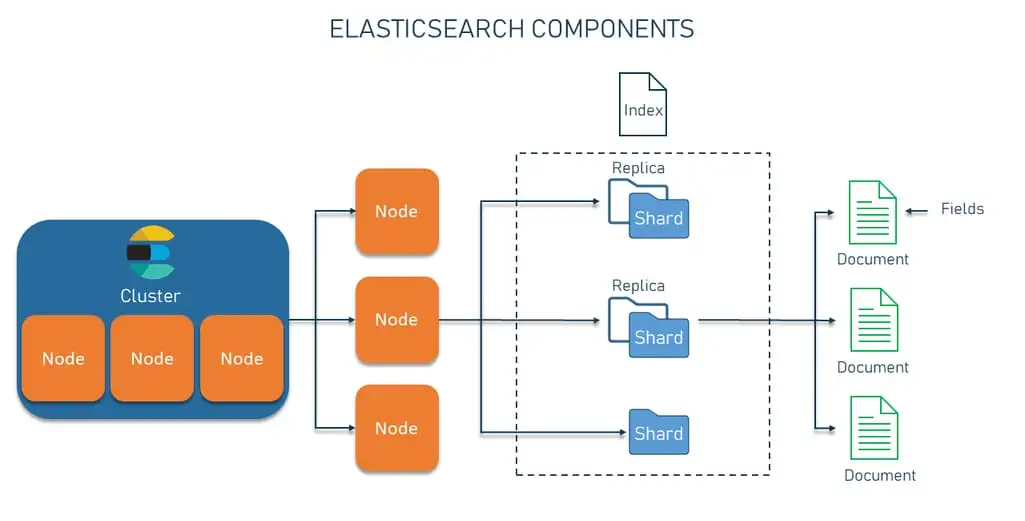 ELASTICSEARCH COMPONENTS
Index
Cluster
Node
Node
Node
Node
Node
Node
Replica
Shard
Replica
Shard
Shard
Document
Fields
Document
Document